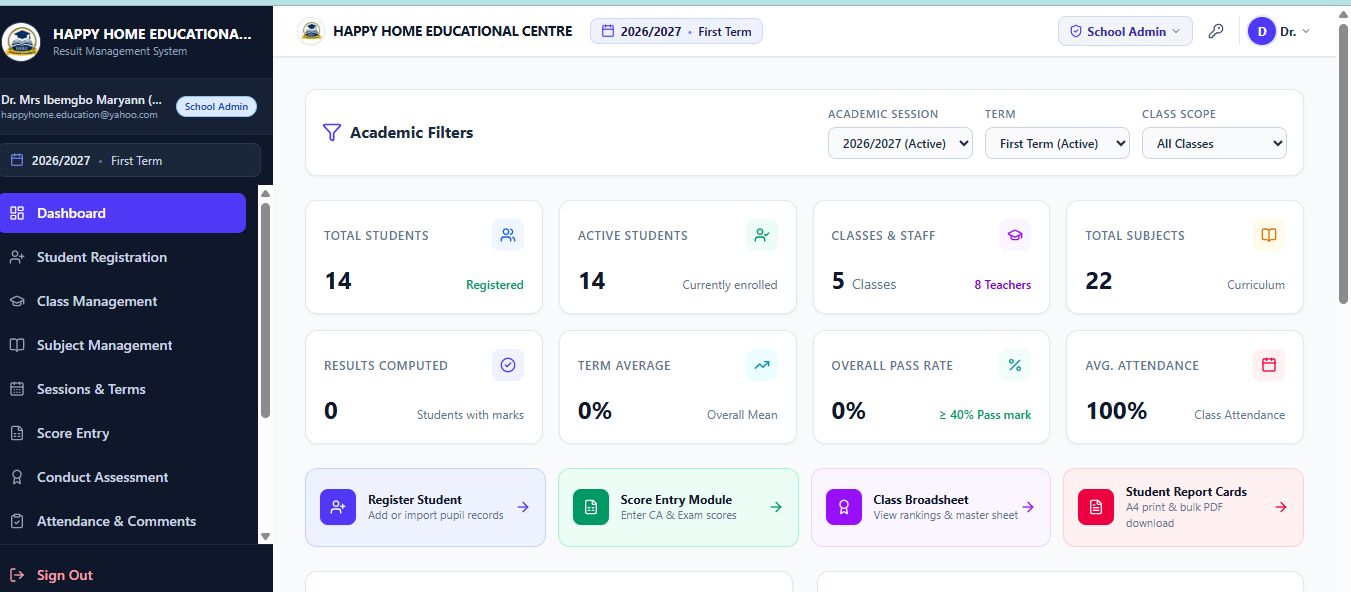 HAPPY HOME EDUCATIONA...
Result Management System
Dr. Mrs Ibemgbo Maryann (...
School Admin
happyhome.education@yahoo.com
2026/2027 • First Term
Dashboard
Student Registration
Class Management
Subject Management
Sessions & Terms
Score Entry
Conduct Assessment
Attendance & Comments
Sign Out
HAPPY HOME EDUCATIONAL CENTRE
2026/2027 • First Term
School Admin
D Dr.
Academic Filters
ACADEMIC SESSION
2026/2027 (Active)
TERM
First Term (Active)
CLASS SCOPE
All Classes
TOTAL STUDENTS
14 Registered
ACTIVE STUDENTS
14 Currently enrolled
CLASSES & STAFF
5 Classes 8 Teachers
TOTAL SUBJECTS
22 Curriculum
RESULTS COMPUTED
0 Students with marks
TERM AVERAGE
0% Overall Mean
OVERALL PASS RATE
0% ≥ 40% Pass mark
AVG. ATTENDANCE
100% Class Attendance
Register Student
Add or import pupil records
Score Entry Module
Enter CA & Exam scores
Class Broadsheet
View rankings & master sheet
Student Report Cards
A4 print & bulk PDF
download